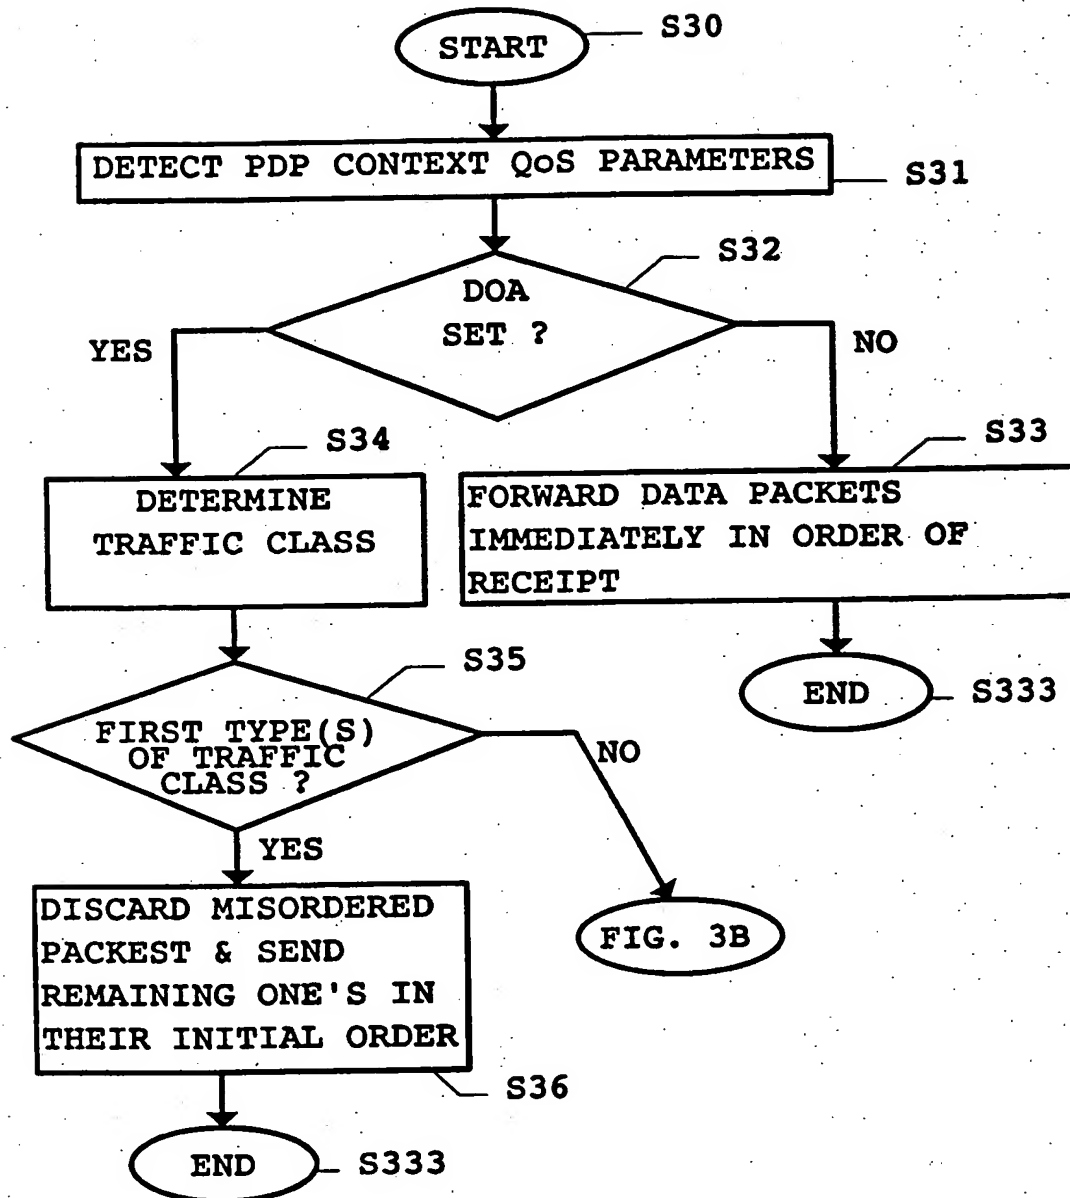 START
S30
DETECT PDP CONTEXT QoS PARAMETERS
S31
S32
DOA
SET ?
YES
NO
S34
S33
DETERMINE
TRAFFIC CLASS
FORWARD DATA PACKETS
IMMEDIATELY IN ORDER OF
RECEIPT
S35
END
S333
FIRST TYPE(S)
OF TRAFFIC
CLASS ?
NO
YES
DISCARD MISORDERED
PACKEST & SEND
REMAINING ONE'S IN
THEIR INITIAL ORDER
FIG. 3B
S36
END
S333